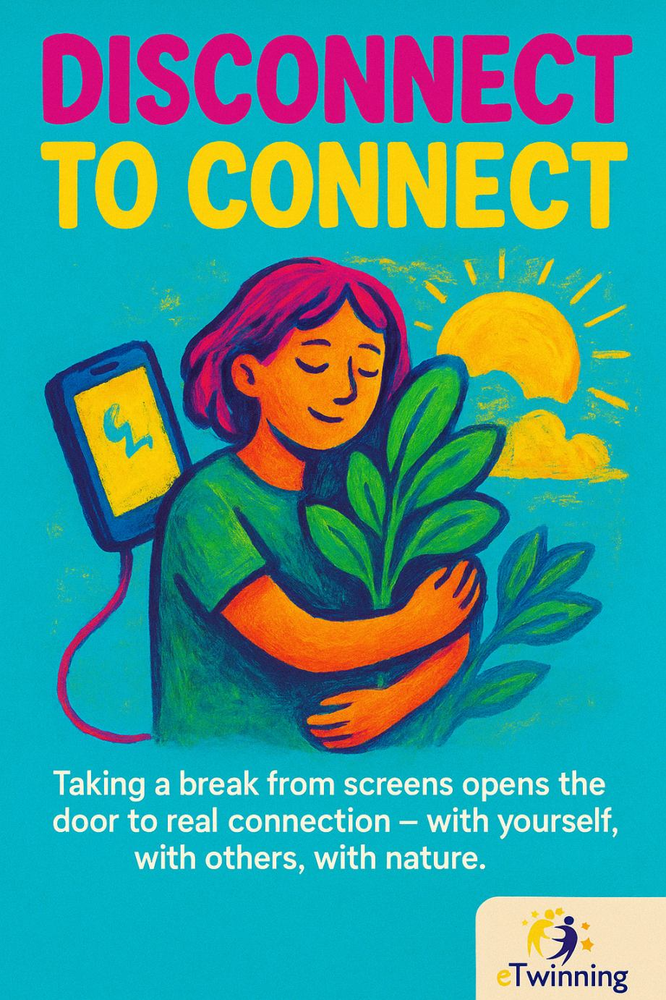 DISCONNECT
TO CONNECT
Taking a break from screens opens the
door to real connection – with yourself,
with others, with nature.
eTwinning